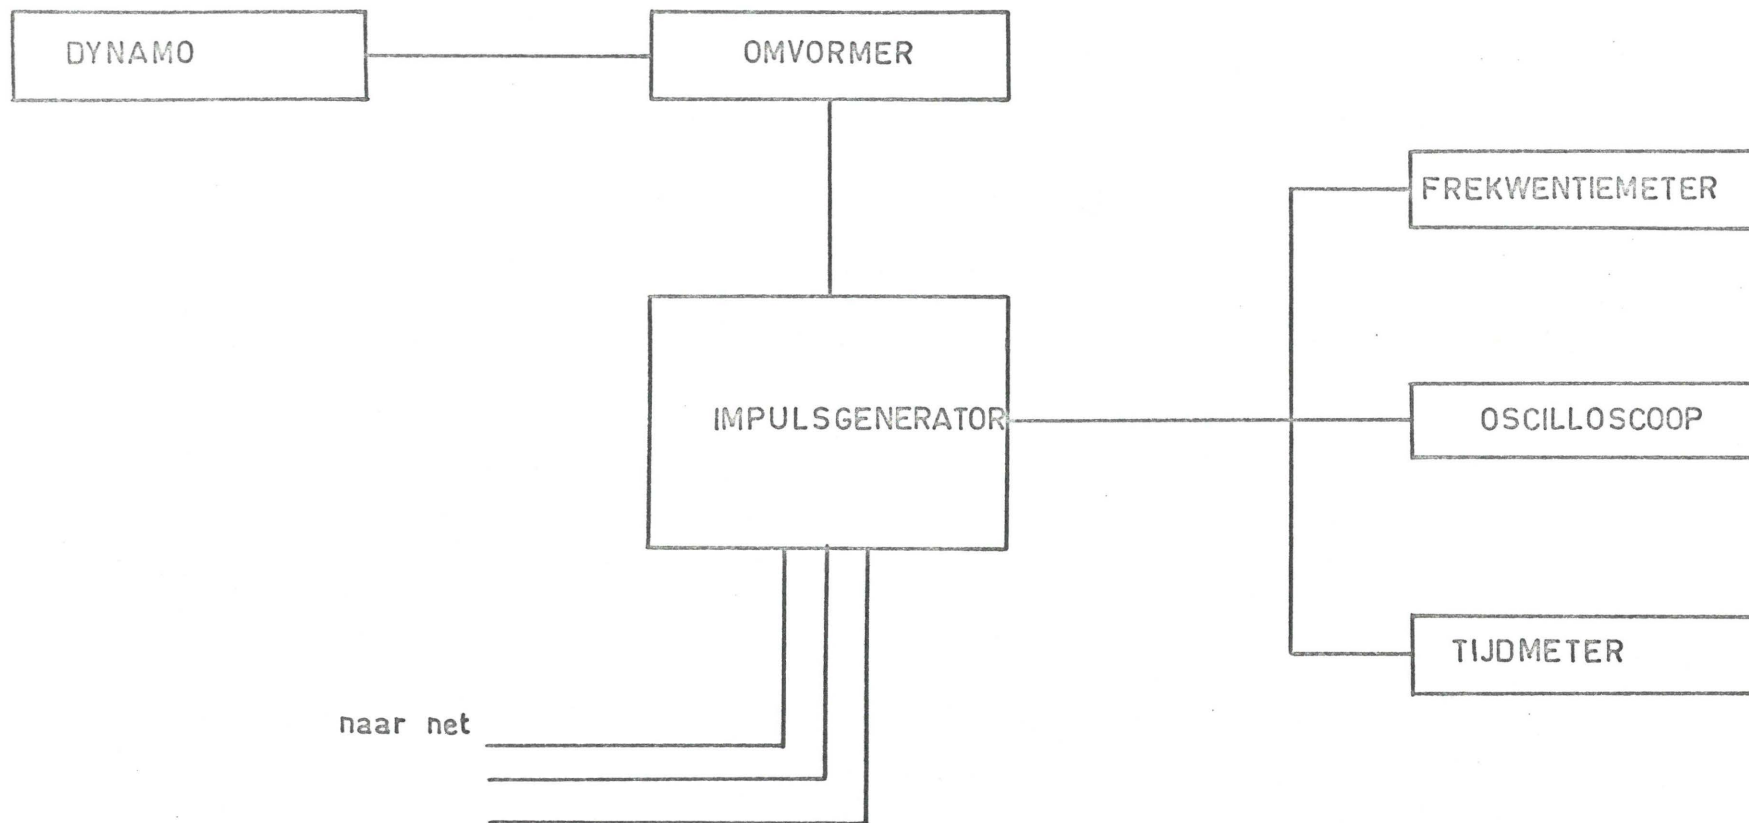 DYNAMO
OMVORMER
FREKWENTIEMETER
IMPULSGENERATOR
OSCILLOSCOOP
TIJDMETER
naar net